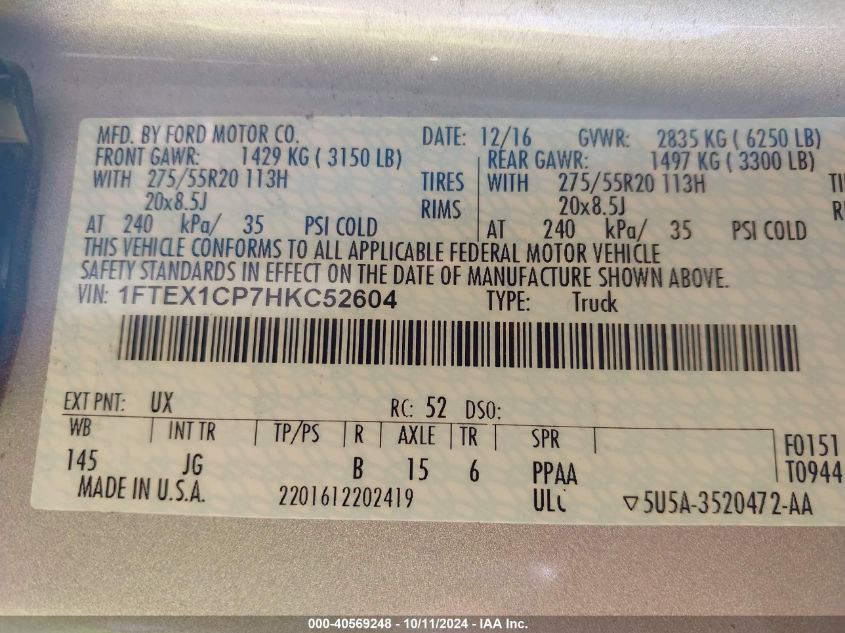 MFD. BY FORD MOTOR CO. DATE: 12/16 GVWR: 2835 KG ( 6250 LB)
FRONT GAWR: 1429 KG ( 3150 LB) REAR GAWR: 1497 KG ( 3300 LB)
WITH 275/55R20 113H TIRES WITH 275/55R20 113H
20x8.5J RIMS 20x8.5J
AT 240 kPa/ 35 PSI COLD AT 240 kPa/ 35 PSI COLD
THIS VEHICLE CONFORMS TO ALL APPLICABLE FEDERAL MOTOR VEHICLE
SAFETY STANDARDS IN EFFECT ON THE DATE OF MANUFACTURE SHOWN ABOVE.
VIN: 1FTEX1CP7HKC52604 TYPE: Truck
EXT PNT: UX RC: 52 DSO:
WB INT TR TP/PS R AXLE TR SPR F0151
145 JG B 15 6 PPAA T0944
MADE IN U.S.A. 2201612202419 ▽5U5A-3520472-AA
000-40569248 - 10/11/2024 - IAA Inc.